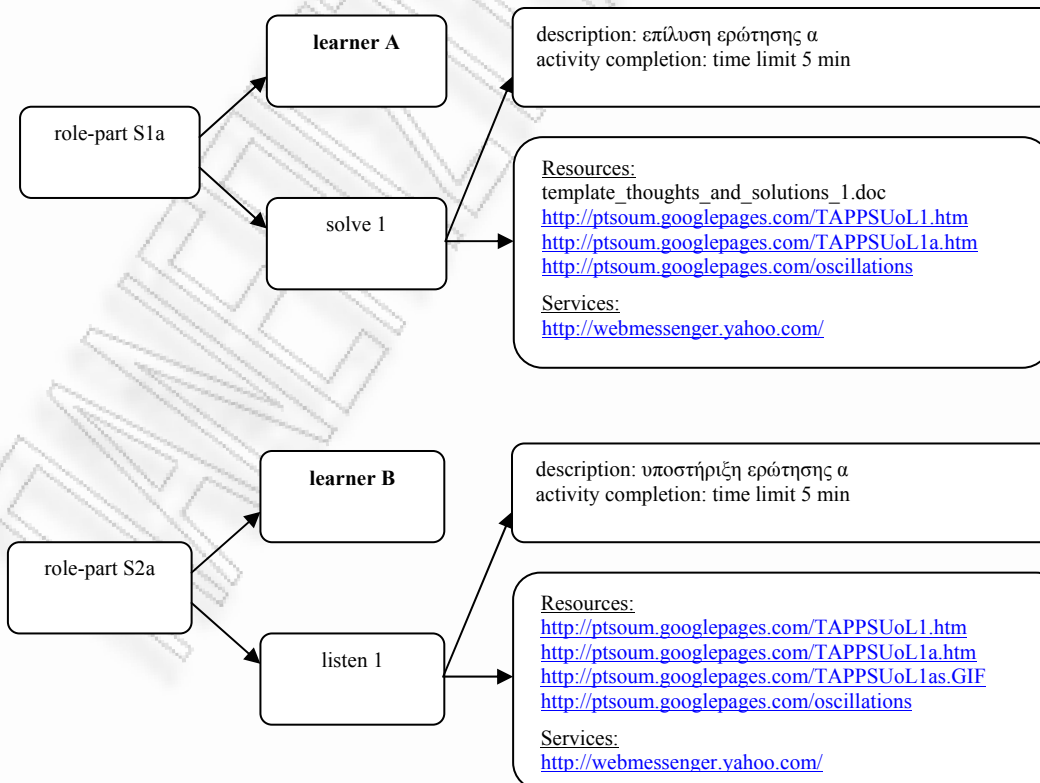 learner A
description: επίλυση ερώτησης α
activity completion: time limit 5 min
role-part S1a
solve 1
Resources:
template_thoughts_and_solutions_1.doc
http://ptsoum.googlepages.com/TAPPSUoL1.htm
http://ptsoum.googlepages.com/TAPPSUoL1a.htm
http://ptsoum.googlepages.com/oscillations
Services:
http://webmessenger.yahoo.com/
learner B
description: υποστήριξη ερώτησης α
activity completion: time limit 5 min
role-part S2a
listen 1
Resources:
http://ptsoum.googlepages.com/TAPPSUoL1.htm
http://ptsoum.googlepages.com/TAPPSUoL1a.htm
http://ptsoum.googlepages.com/TAPPSUoL1as.GIF
http://ptsoum.googlepages.com/oscillations
Services:
http://webmessenger.yahoo.com/